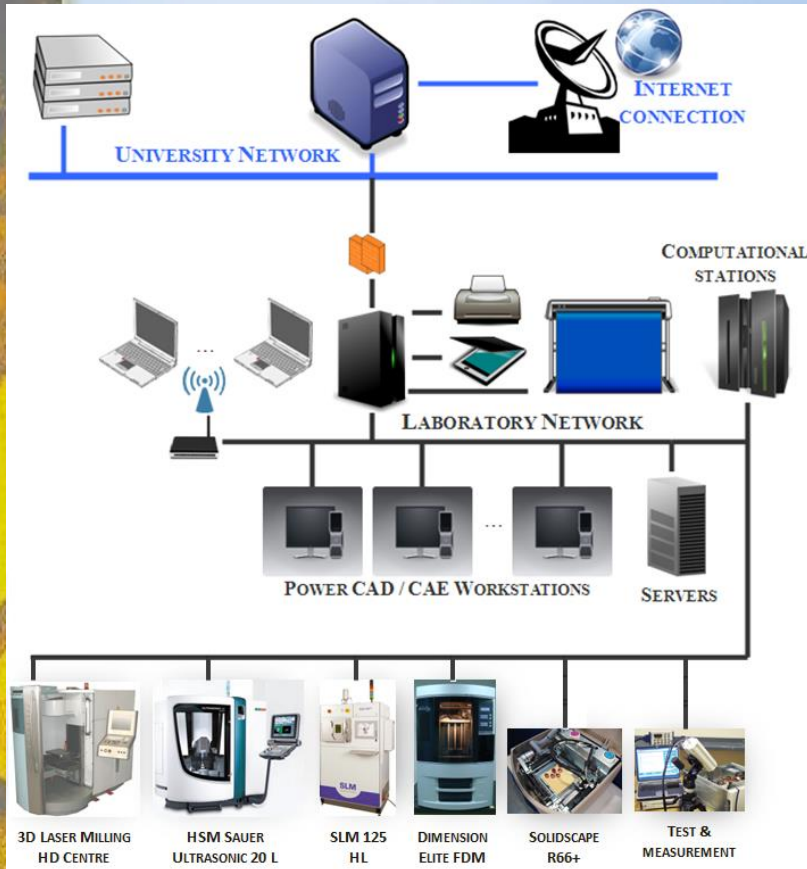 INTERNET
CONNECTION
UNIVERSITY NETWORK
COMPUTATIONAL
STATIONS
...
LABORATORY NETWORK
...
POWER CAD / CAE WORKSTATIONS
SERVERS
SLM
3D LASER MILLING
HD CENTRE
HSM SAUER
ULTRASONIC 20 L
SLM 125
HL
DIMENSION
ELITE FDM
SOLIDSCAPE
R66+
TEST &
MEASUREMENT